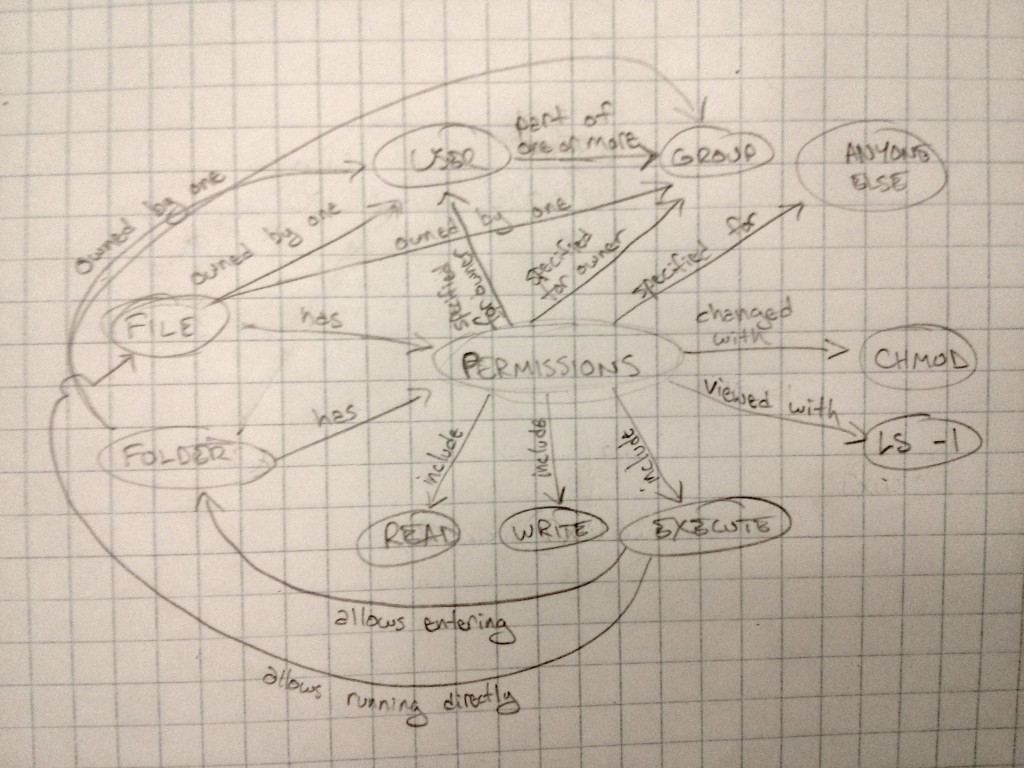 part of
one or more
USER
GROUP
ANYONE
ELSE
owned by one
owned by one
owned by one
specified
for owner
specified
for owner
specified for
FILE
has
changed
with
PERMISSIONS
CHMOD
viewed with
has
FOLDER
LS -l
include
include
include
READ
WRITE
EXECUTE
allows entering
allows running directly